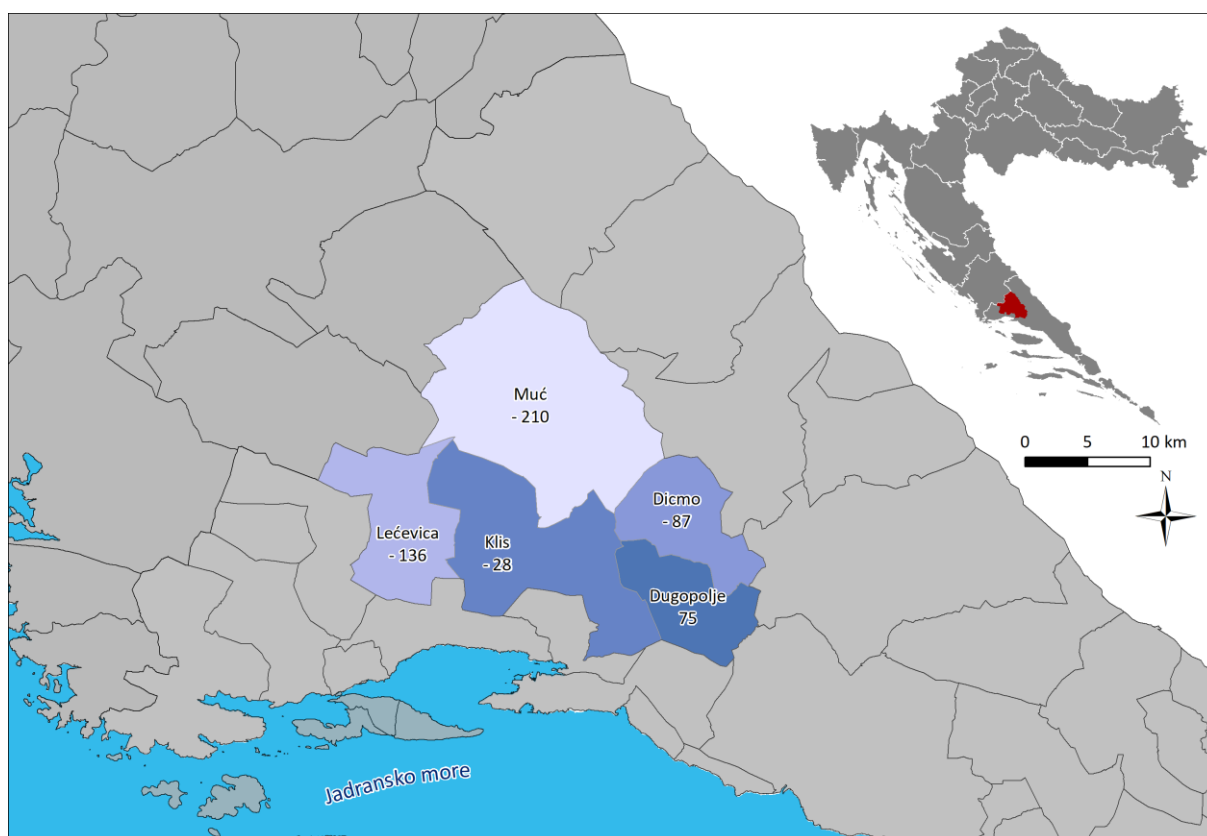 Muć
- 210
Dicmo
- 87
Lećevica
- 136
Klis
- 28
Dugopolje
75
Jadransko more
0 5 10 km
N